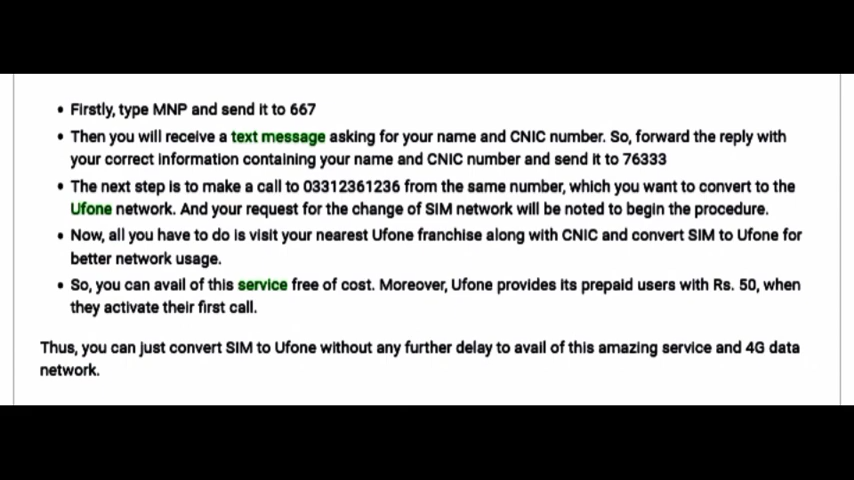 • Firstly, type MNP and send it to 667
• Then you will receive a text message asking for your name and CNIC number. So, forward the reply with
your correct information containing your name and CNIC number and send it to 76333
• The next step is to make a call to 03312361236 from the same number, which you want to convert to the
Ufone network. And your request for the change of SIM network will be noted to begin the procedure.
• Now, all you have to do is visit your nearest Ufone franchise along with CNIC and convert SIM to Ufone for
better network usage.
• So, you can avail of this service free of cost. Moreover, Ufone provides its prepaid users with Rs. 50, when
they activate their first call.
Thus, you can just convert SIM to Ufone without any further delay to avail of this amazing service and 4G data
network.